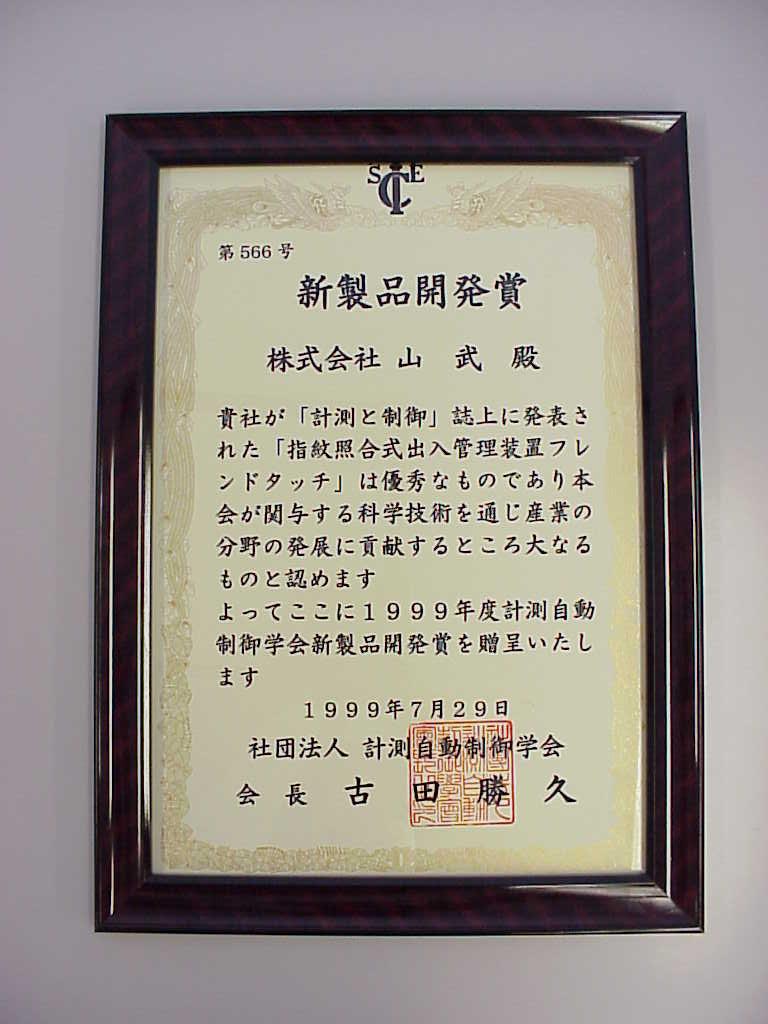 SICE
第566号
新製品開発賞
株式会社 山 武 殿
貴社が「計測と制御」誌上に発表さ
れた「指紋照合式出入管理装置フレ
ンドタッチ」は優秀なものであり本
会が関与する科学技術を通じ産業の
分野の発展に貢献するところ大なる
ものと認めます
よってここに1999年度計測自動
制御学会新製品開発賞を贈呈いたし
ます
1999年7月29日
社団法人 計測自動制御学会
会 長 古 田 勝 久